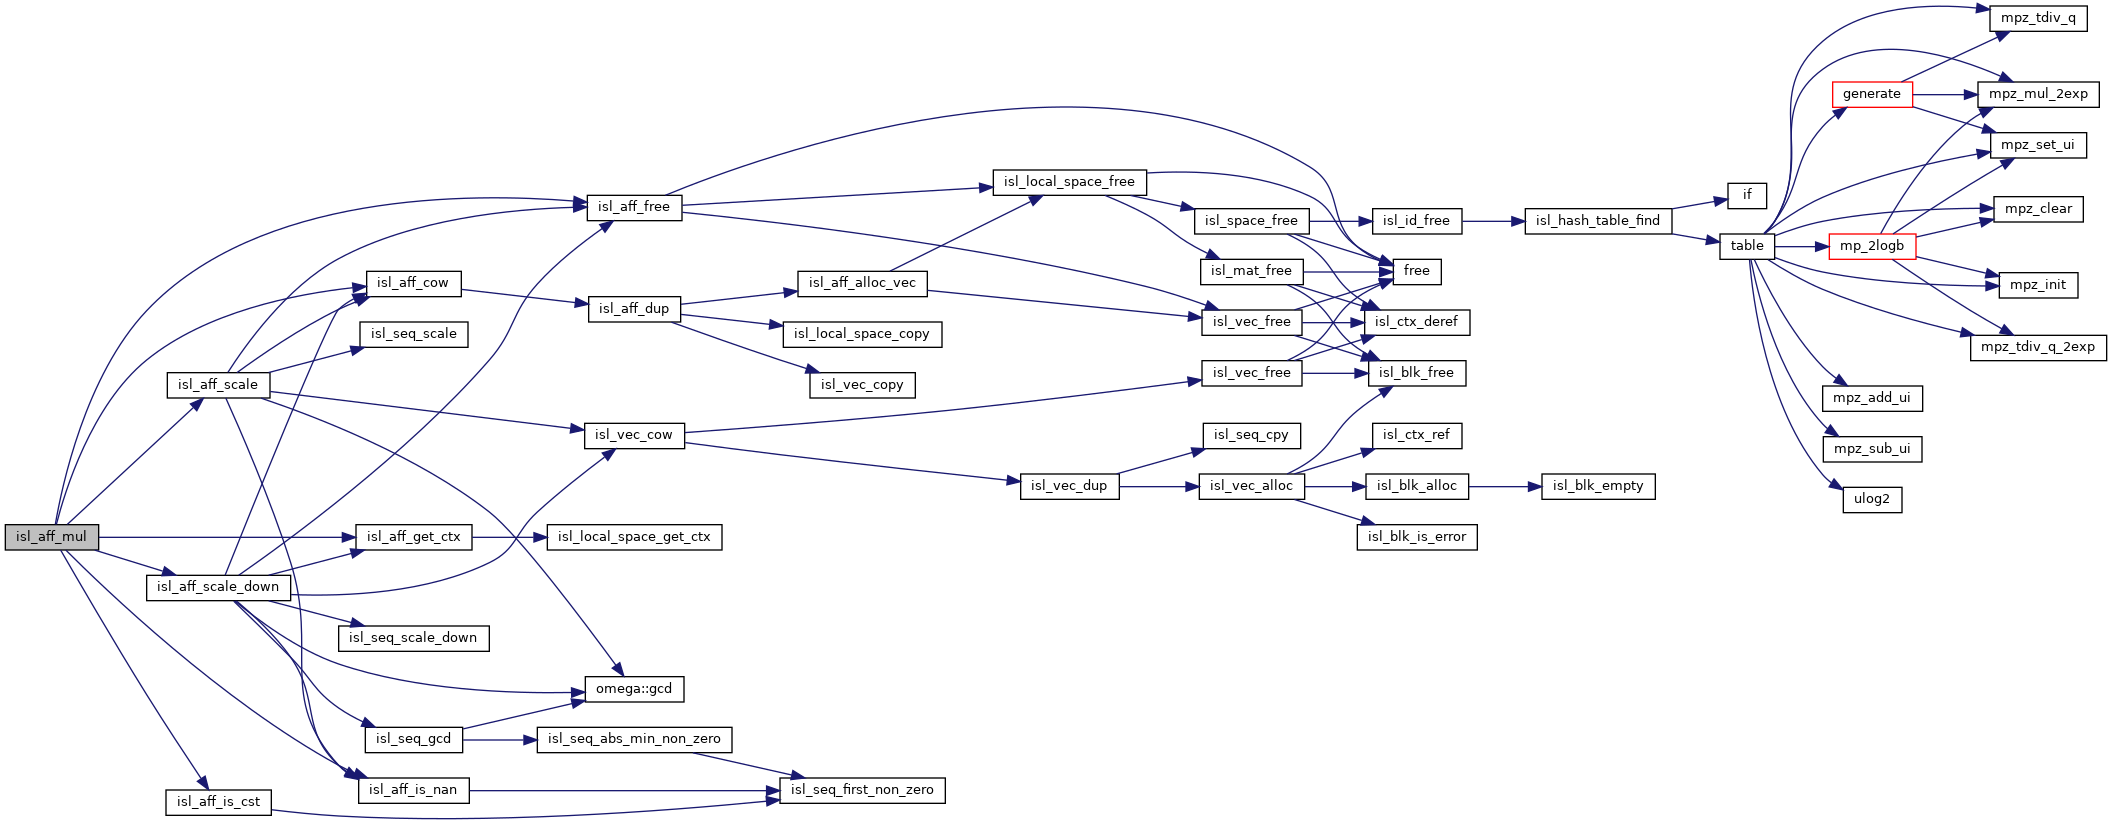 isl_aff_mul
isl_aff_scale
isl_aff_scale_down
isl_aff_is_cst
isl_aff_cow
isl_seq_scale
isl_aff_get_ctx
isl_seq_scale_down
isl_seq_gcd
isl_aff_is_nan
isl_aff_free
isl_aff_dup
isl_vec_cow
isl_local_space_get_ctx
omega::gcd
isl_seq_abs_min_non_zero
isl_aff_alloc_vec
isl_local_space_copy
isl_vec_copy
isl_seq_first_non_zero
isl_local_space_free
isl_vec_dup
isl_space_free
isl_mat_free
isl_vec_free
isl_vec_free
isl_seq_cpy
isl_vec_alloc
isl_id_free
free
isl_ctx_deref
isl_blk_free
isl_ctx_ref
isl_blk_alloc
isl_blk_is_error
isl_hash_table_find
isl_blk_empty
if
table
generate
mp_2logb
mpz_add_ui
mpz_sub_ui
ulog2
mpz_tdiv_q
mpz_mul_2exp
mpz_set_ui
mpz_clear
mpz_init
mpz_tdiv_q_2exp